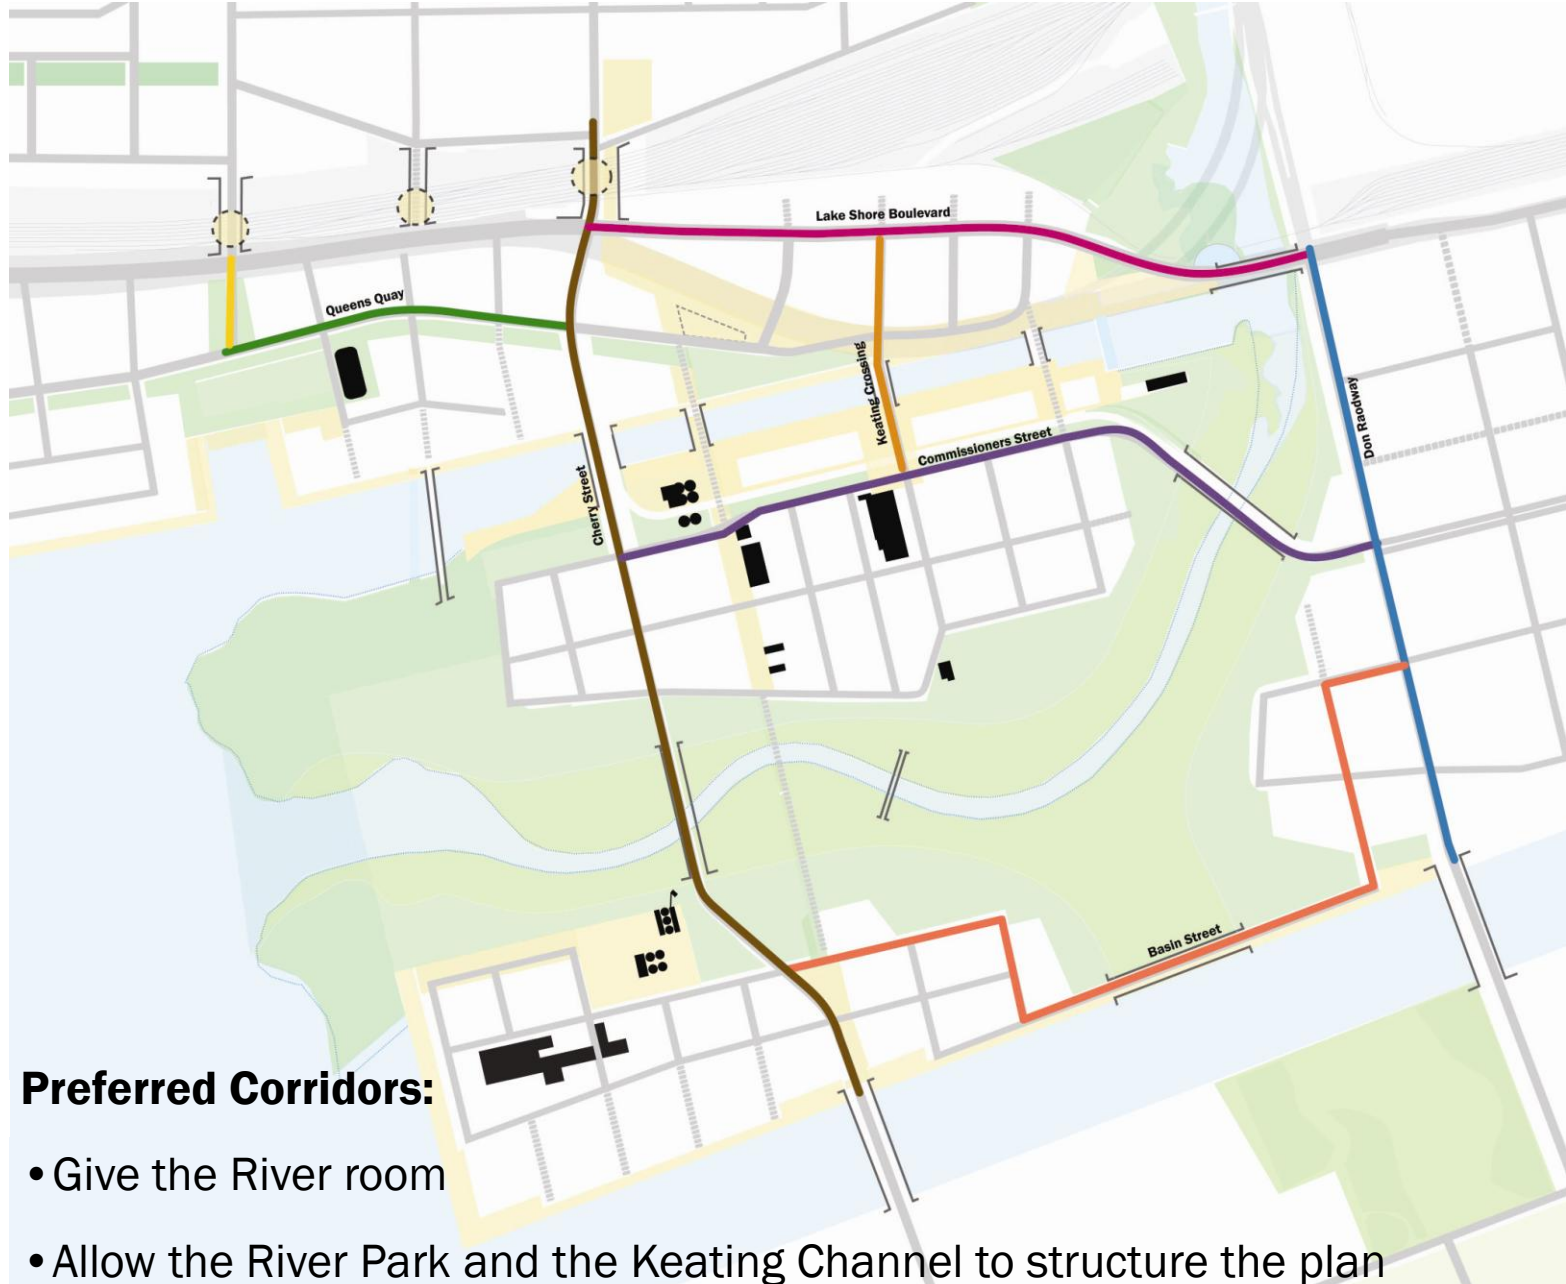 Lake Shore Boulevard
Queens Quay
Keating Crossing
Don Raodway
Commissioners Street
Cherry Street
Basin Street
Preferred Corridors:
• Give the River room
• Allow the River Park and the Keating Channel to structure the plan